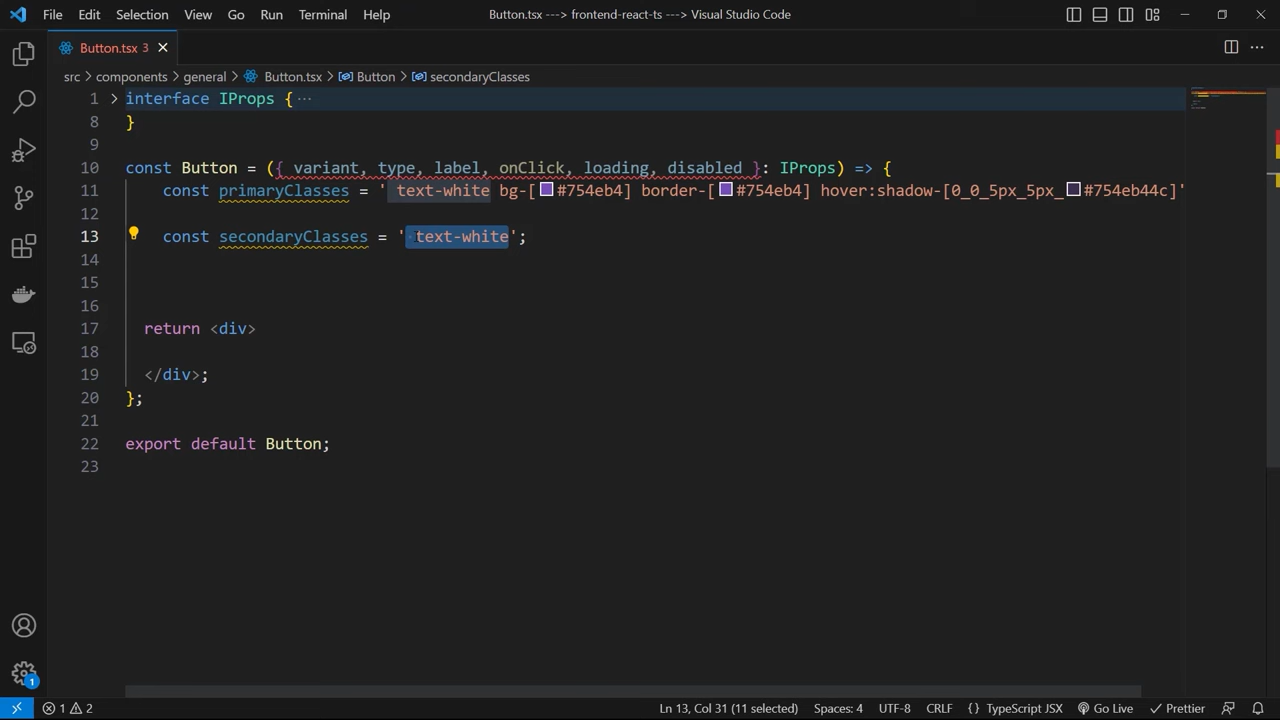 File Edit Selection View Go Run Terminal Help Button.tsx ---> frontend-react-ts ---> Visual Studio Code
Button.tsx 3
src > components > general > Button.tsx > Button > secondaryClasses
1 interface IProps { ···
8 }
9
10 const Button = ({ variant, type, label, onClick, loading, disabled }: IProps) => {
11 const primaryClasses = ' text-white bg-[#754eb4] border-[#754eb4] hover:shadow-[0_0_5px_5px_#754eb44c]'
12
13 const secondaryClasses = ' text-white';
14
15
16
17 return <div>
18
19 </div>;
20 };
21
22 export default Button;
23
1
1 2 Ln 13, Col 31 (11 selected) Spaces: 4 UTF-8 CRLF {} TypeScript JSX Go Live Prettier